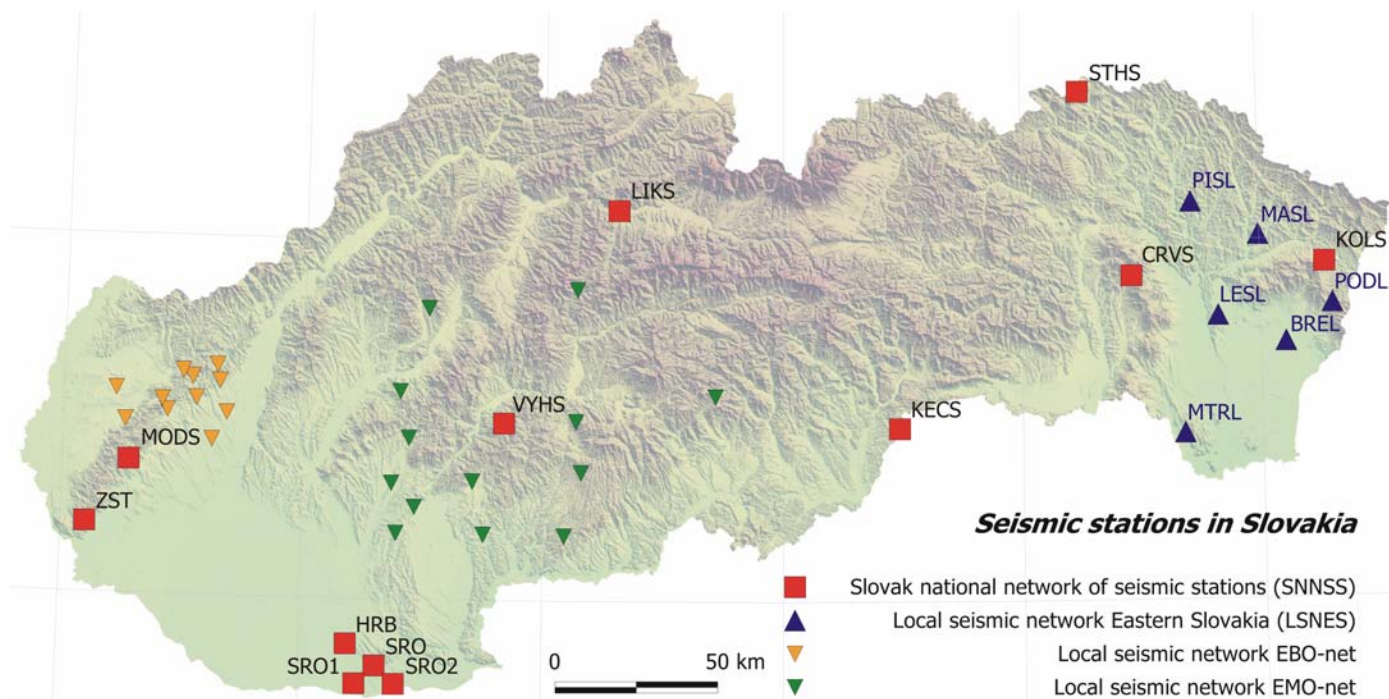 STHS
PISL
LIKS
MASL
KOLS
CRVS
PODL
LESL
BREL
VYHS
KECS
MTRL
MODS
ZST
Seismic stations in Slovakia
Slovak national network of seismic stations (SNNSS)
Local seismic network Eastern Slovakia (LSNES)
HRB
SRO
Local seismic network EBO-net
SRO1
SRO2
0
50 km
Local seismic network EMO-net